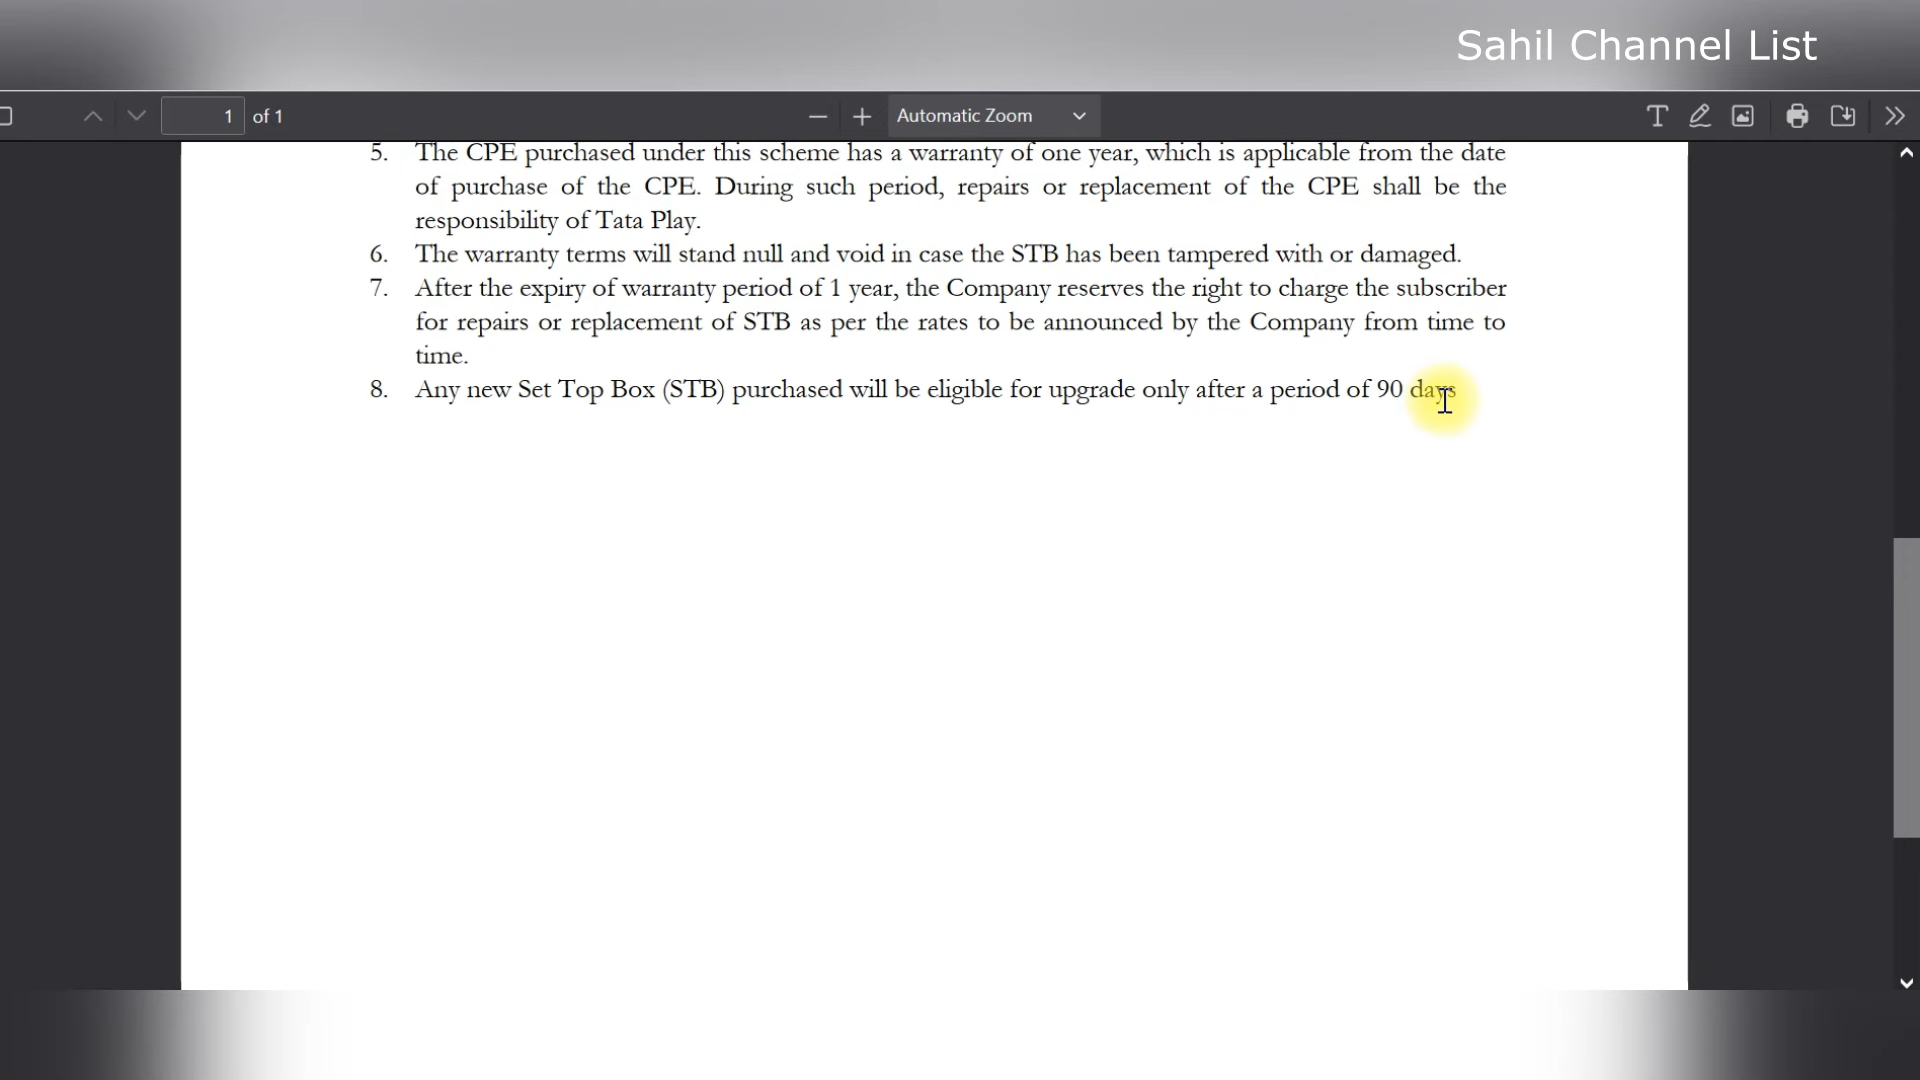 Sahil Channel List
1 of 1
Automatic Zoom
5. The CPE purchased under this scheme has a warranty of one year, which is applicable from the date
of purchase of the CPE. During such period, repairs or replacement of the CPE shall be the
responsibility of Tata Play.
6. The warranty terms will stand null and void in case the STB has been tampered with or damaged.
7. After the expiry of warranty period of 1 year, the Company reserves the right to charge the subscriber
for repairs or replacement of STB as per the rates to be announced by the Company from time to
time.
8. Any new Set Top Box (STB) purchased will be eligible for upgrade only after a period of 90 days